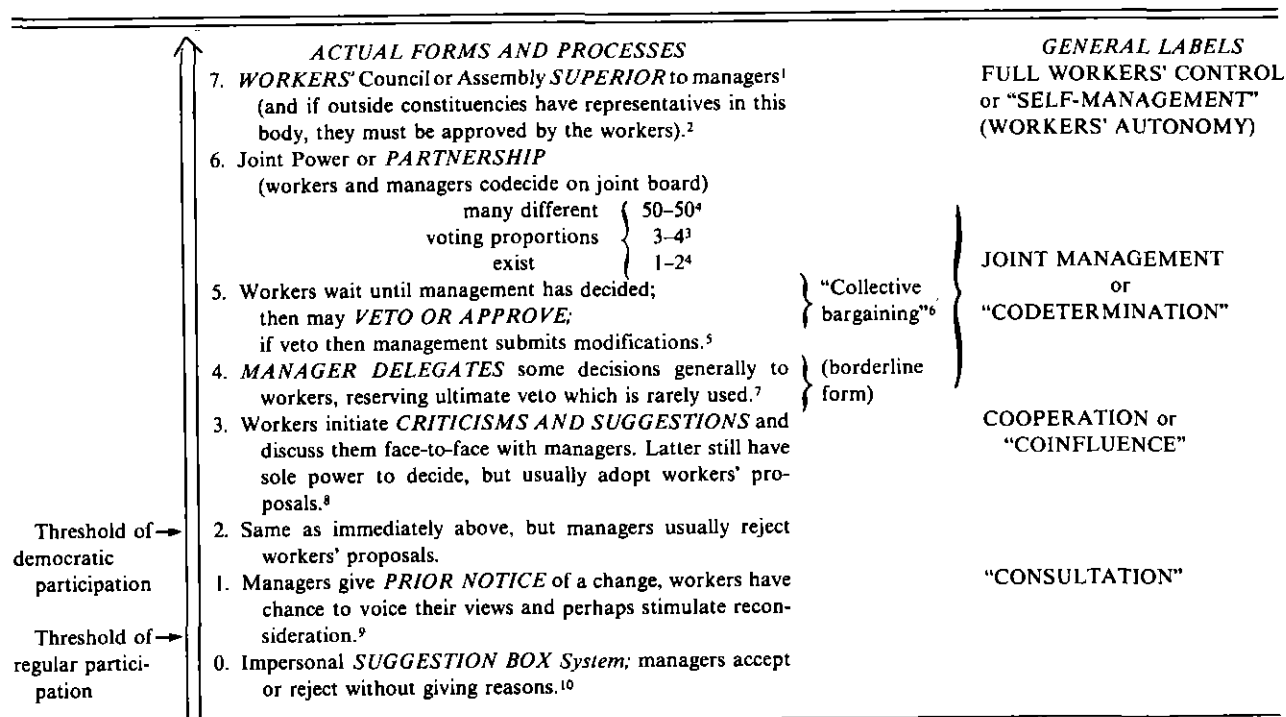 ACTUAL FORMS AND PROCESSES
GENERAL LABELS
7. WORKERS' Council or Assembly SUPERIOR to managers¹
(and if outside constituencies have representatives in this
body, they must be approved by the workers).²
FULL WORKERS' CONTROL
or “SELF-MANAGEMENT”
(WORKERS' AUTONOMY)
6. Joint Power or PARTNERSHIP
(workers and managers codecide on joint board)
many different { 50–50⁴
voting proportions { 3–4³
exist { 1–2⁴
5. Workers wait until management has decided;
then may VETO OR APPROVE;
if veto then management submits modifications.⁵
“Collective
bargaining”⁶
JOINT MANAGEMENT
or
“CODETERMINATION”
4. MANAGER DELEGATES some decisions generally to
workers, reserving ultimate veto which is rarely used.⁷
(borderline
form)
3. Workers initiate CRITICISMS AND SUGGESTIONS and
discuss them face-to-face with managers. Latter still have
sole power to decide, but usually adopt workers' pro-
posals.⁸
COOPERATION or
“COINFLUENCE”
Threshold of
democratic
participation
2. Same as immediately above, but managers usually reject
workers' proposals.
1. Managers give PRIOR NOTICE of a change, workers have
chance to voice their views and perhaps stimulate recon-
sideration.⁹
“CONSULTATION”
Threshold of
regular partici-
pation
0. Impersonal SUGGESTION BOX System; managers accept
or reject without giving reasons.¹⁰